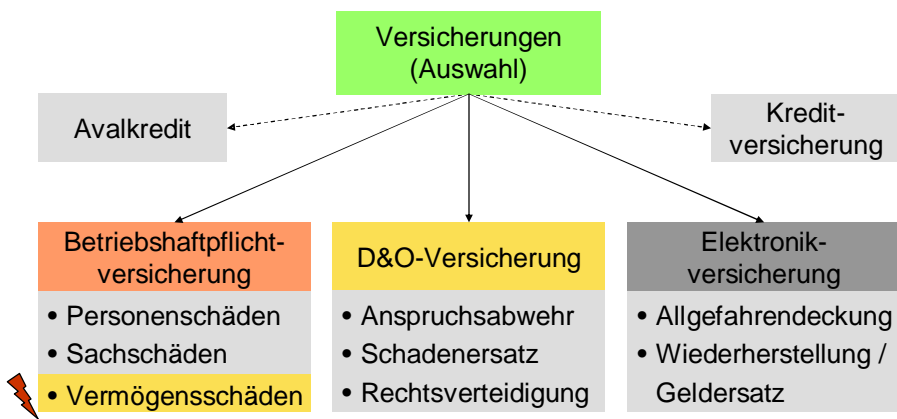 Versicherungen
(Auswahl)
Avalkredit
Kredit-
versicherung
Betriebshaftpflicht-
versicherung
• Personenschäden
• Sachschäden
• Vermögensschäden
D&O-Versicherung
• Anspruchsabwehr
• Schadenersatz
• Rechtsverteidigung
Elektronik-
versicherung
• Allgefahrendeckung
• Wiederherstellung /
Geldersatz